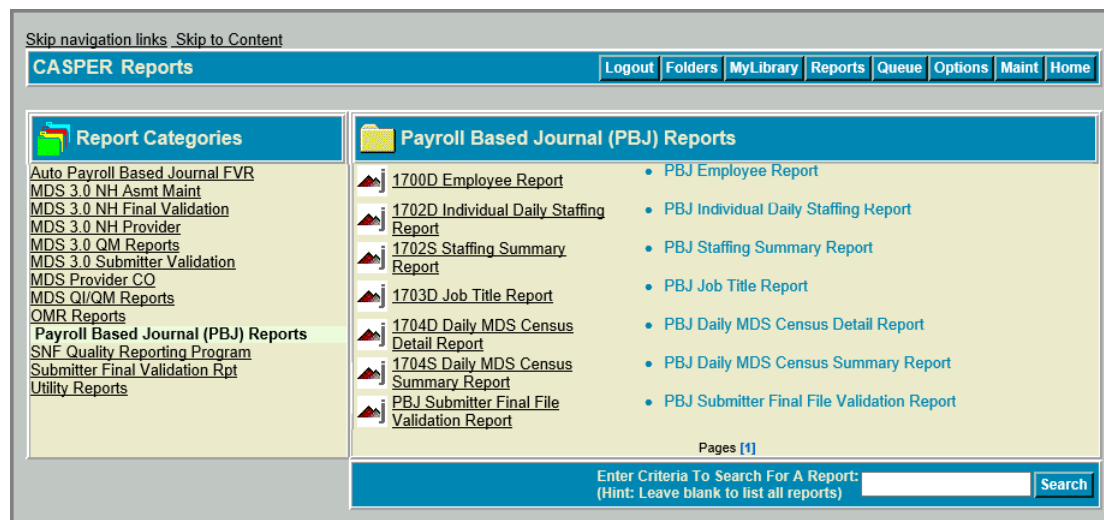 Skip navigation links  Skip to Content
CASPER Reports
Logout Folders MyLibrary Reports Queue Options Maint Home
Report Categories
Auto Payroll Based Journal FVR
MDS 3.0 NH Asmt Maint
MDS 3.0 NH Final Validation
MDS 3.0 NH Provider
MDS 3.0 QM Reports
MDS 3.0 Submitter Validation
MDS Provider CO
MDS QI/QM Reports
OMR Reports
Payroll Based Journal (PBJ) Reports
SNF Quality Reporting Program
Submitter Final Validation Rpt
Utility Reports
Payroll Based Journal (PBJ) Reports
j 1700D Employee Report • PBJ Employee Report
j 1702D Individual Daily Staffing • PBJ Individual Daily Staffing Report
Report
j 1702S Staffing Summary • PBJ Staffing Summary Report
Report
j 1703D Job Title Report • PBJ Job Title Report
j 1704D Daily MDS Census • PBJ Daily MDS Census Detail Report
Detail Report
j 1704S Daily MDS Census • PBJ Daily MDS Census Summary Report
Summary Report
j PBJ Submitter Final File • PBJ Submitter Final File Validation Report
Validation Report
Pages [1]
Enter Criteria To Search For A Report:
(Hint: Leave blank to list all reports)
Search